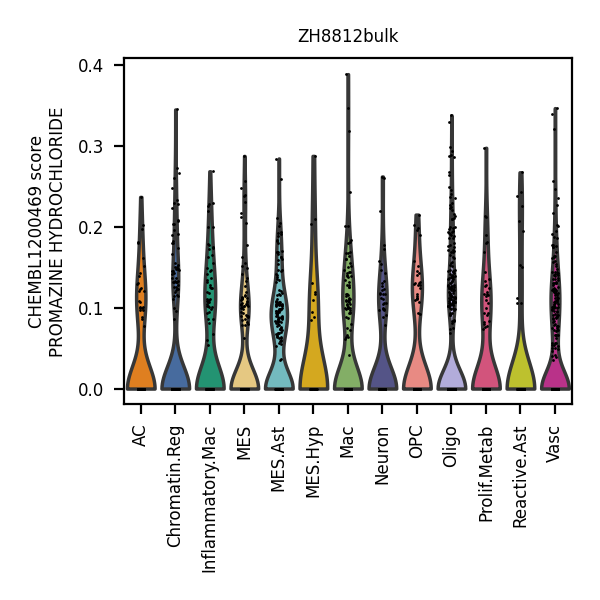 ZH8812bulk
CHEMBL1200469 score
PROMAZINE HYDROCHLORIDE
0.4
0.3
0.2
0.1
0.0
AC
Chromatin.Reg
Inflammatory.Mac
MES
MES.Ast
MES.Hyp
Mac
Neuron
OPC
Oligo
Prolif.Metab
Reactive.Ast
Vasc